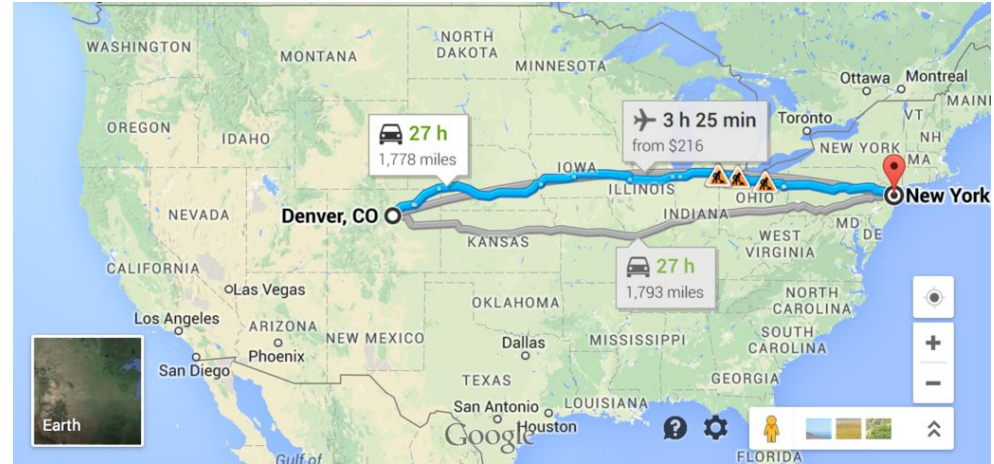 WASHINGTON
MONTANA
NORTH
DAKOTA
MINNESOTA
Ottawa
Montreal
MAINE
Toronto
VT
NH
OREGON
IDAHO
27 h
1,778 miles
3 h 25 min
from $216
NEW YORK
MA
IOWA
ILLINOIS
OHIO
New York
Denver, CO
NEVADA
INDIANA
KANSAS
MD
DE
WEST
VIRGINIA
27 h
1,793 miles
CALIFORNIA
Las Vegas
OKLAHOMA
NORTH
CAROLINA
Los Angeles
ARIZONA
NEW MEXICO
Dallas
MISSISSIPPI
SOUTH
CAROLINA
Phoenix
San Diego
TEXAS
GEORGIA
San Antonio
LOUISIANA
Houston
Earth
Google
Gulf of
FLORIDA